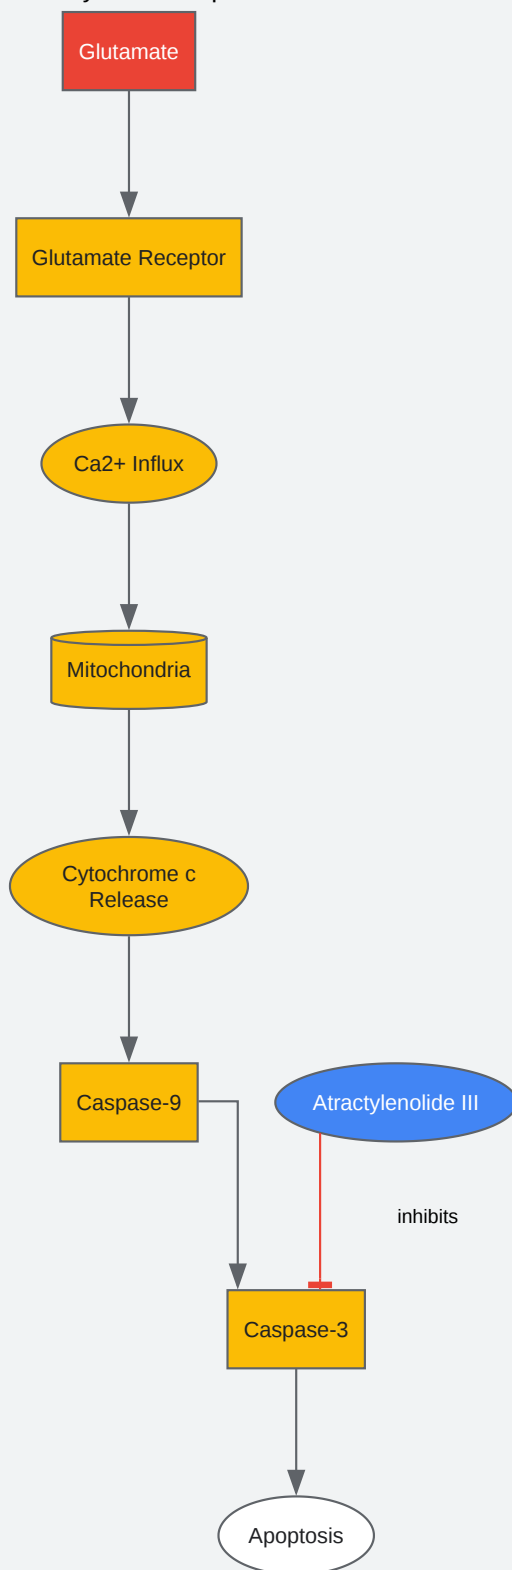 Glutamate
Glutamate Receptor
Ca2+ Influx
Mitochondria
Cytochrome c
Release
Caspase-9
Atractylenolide III
inhibits
Caspase-3
Apoptosis